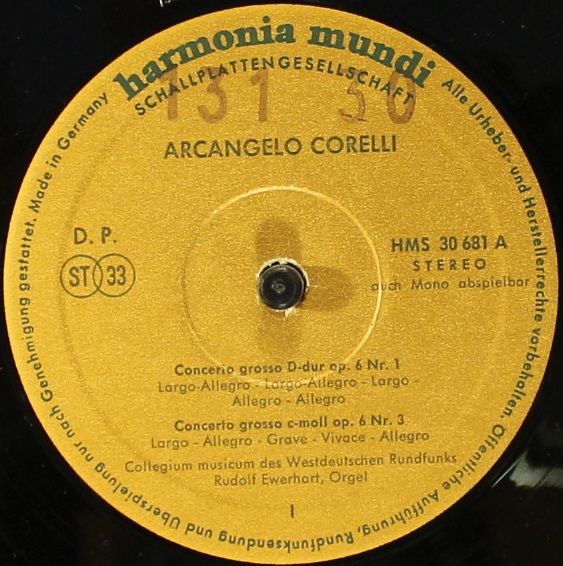 harmonia mundi
SCHALLPLATTENGESELLSCHAFT
131 30
ARCANGELO CORELLI
D. P.
ST 33
HMS 30 681 A
STEREO
auch Mono abspielbar
Concerto grosso D-dur op. 6 Nr. 1
Largo-Allegro - Largo-Allegro - Largo -
Allegro - Allegro
Concerto grosso c-moll op. 6 Nr. 3
Largo - Allegro - Grave - Vivace - Allegro
Collegium musicum des Westdeutschen Rundfunks
Rudolf Ewerhart, Orgel
I
Alle Urheber- und Herstellerrechte vorbehalten. Öffentliche Aufführung, Rundfunksendung und Überspielung nur nach Genehmigung gestattet. Made in Germany